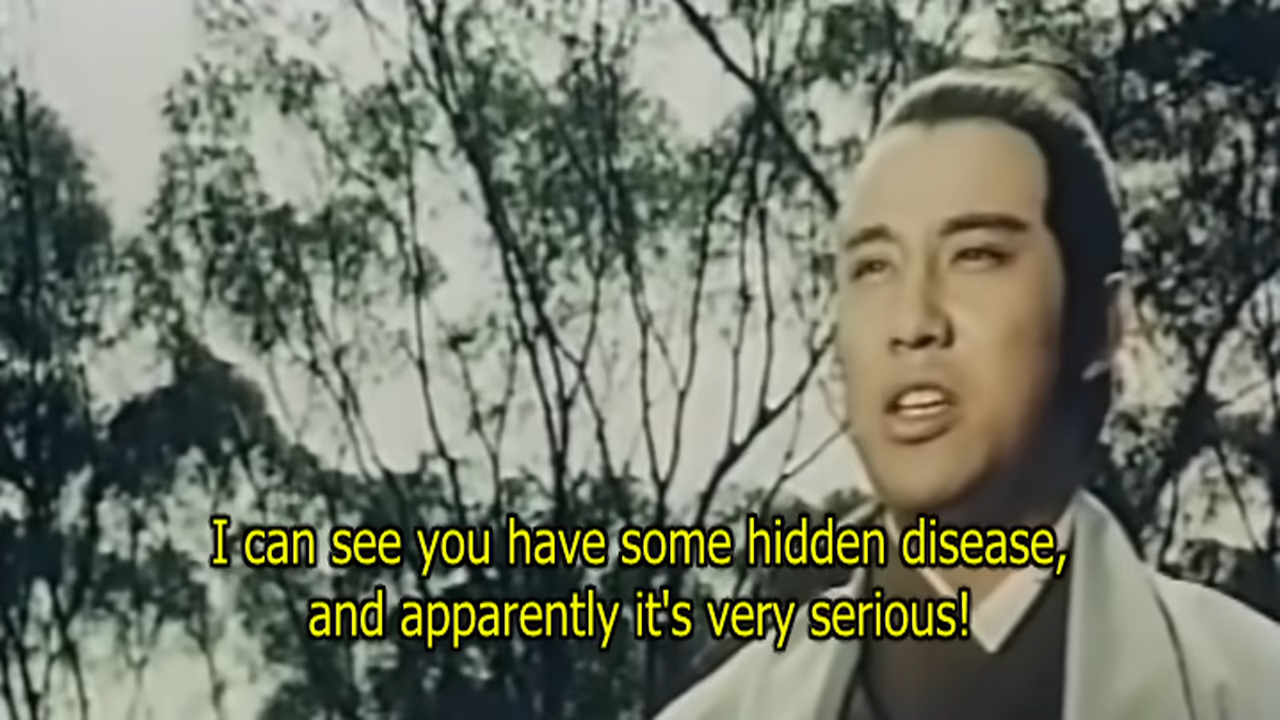 I can see you have some hidden disease,
and apparently it's very serious!